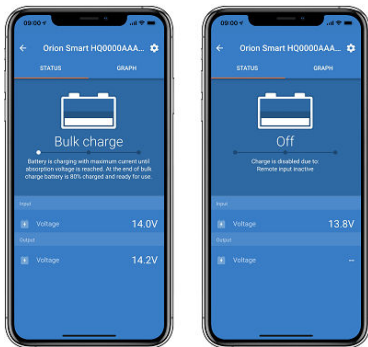 09:00
Orion Smart HQ0000AAA...
STATUS
GRAPH
Bulk charge
Battery is charging with maximum current until
absorption voltage is reached. At the end of bulk
charge battery is 80% charged and ready for use.
Input
Voltage
14.0V
Output
Voltage
14.2V
09:00
Orion Smart HQ0000AAA...
STATUS
GRAPH
Off
Charge is disabled due to:
Remote input inactive
Input
Voltage
13.8V
Output
Voltage
--